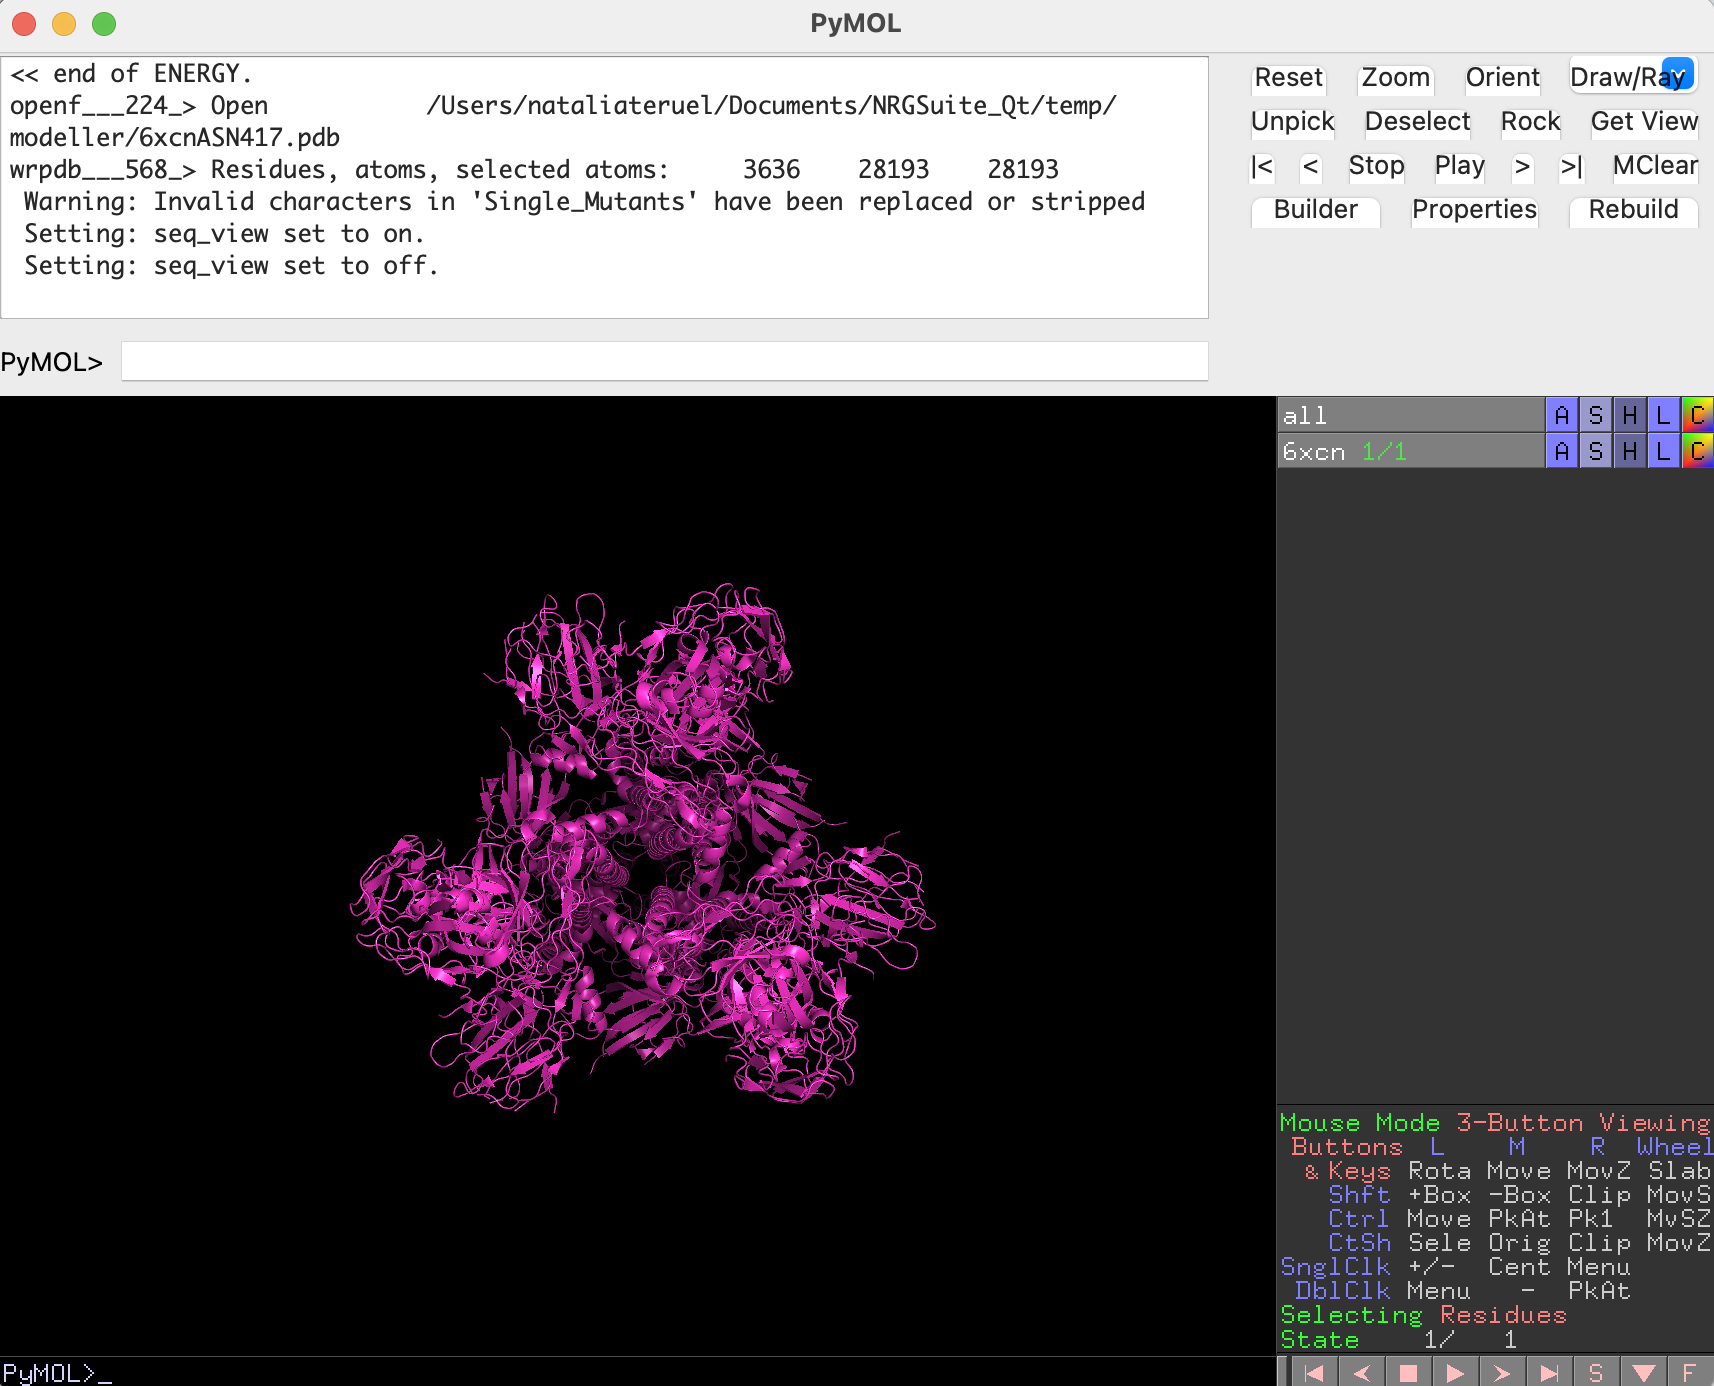 PyMOL
<< end of ENERGY.
openf___224_> Open           /Users/nataliateruel/Documents/NRGSuite_Qt/temp/
modeller/6xcnASN417.pdb
wrpdb___568_> Residues, atoms, selected atoms:     3636    28193    28193
Warning: Invalid characters in 'Single_Mutants' have been replaced or stripped
Setting: seq_view set to on.
Setting: seq_view set to off.
Reset Zoom Orient Draw/Ray
Unpick Deselect Rock Get View
|< < Stop Play > >| MClear
Builder Properties Rebuild
PyMOL>
all A S H L C
6xcn 1/1 A S H L C
Mouse Mode 3-Button Viewing
Buttons L M R Wheel
& Keys Rota Move MovZ Slab
Shft +Box -Box Clip MovS
Ctrl Move PkAt Pk1 MvSZ
CtSh Sele Orig Clip MovZ
SnglClk +/- Cent Menu
DblClk Menu - PkAt
Selecting Residues
State 1/ 1
PyMOL>_
S F